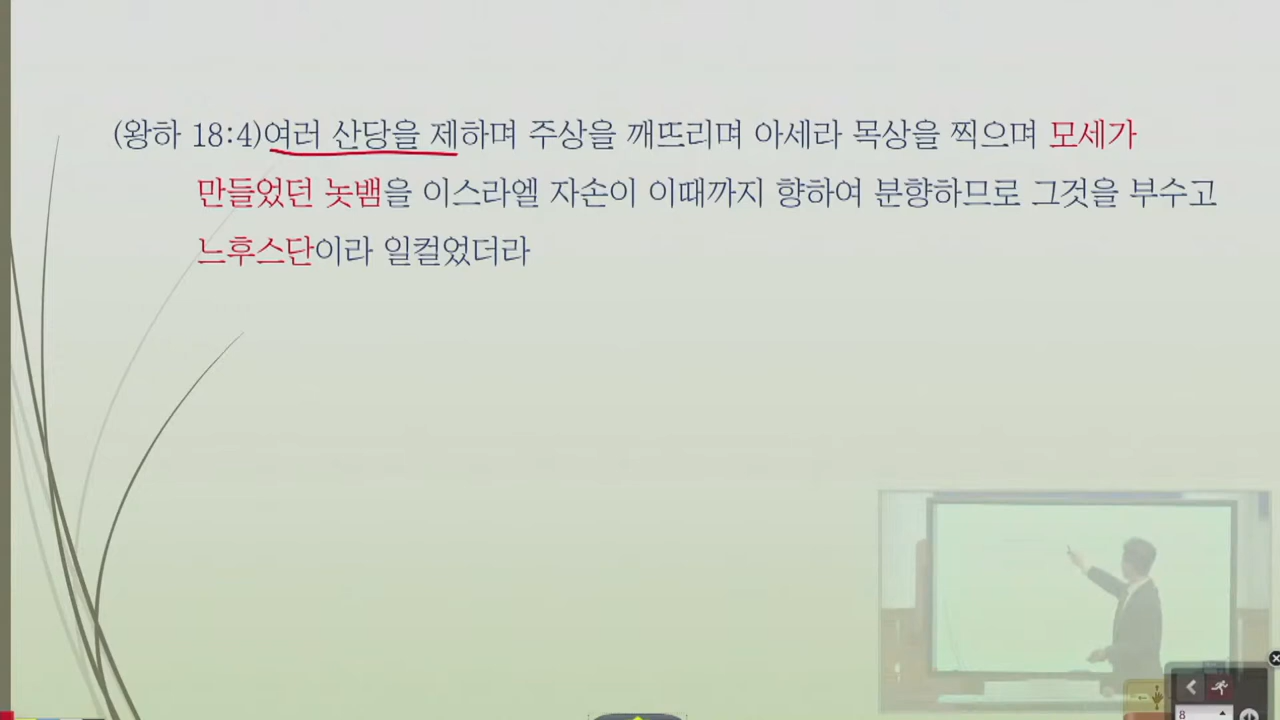 (왕하 18:4)여러 산당을 제하며 주상을 깨뜨리며 아세라 목상을 찍으며 모세가
만들었던 놋뱀을 이스라엘 자손이 이때까지 향하여 분향하므로 그것을 부수고
느후스단이라 일컬었더라
8